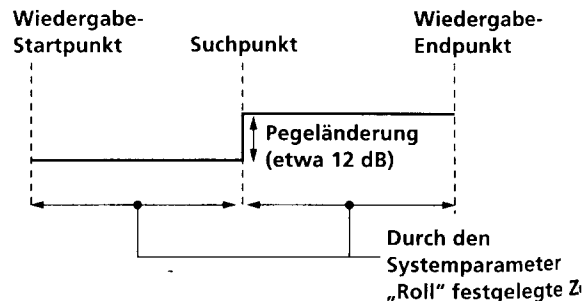 Wiedergabe-
Startpunkt
Suchpunkt
Wiedergabe-
Endpunkt
Pegeländerung
(etwa 12 dB)
Durch den
Systemparameter
„Roll“ festgelegte